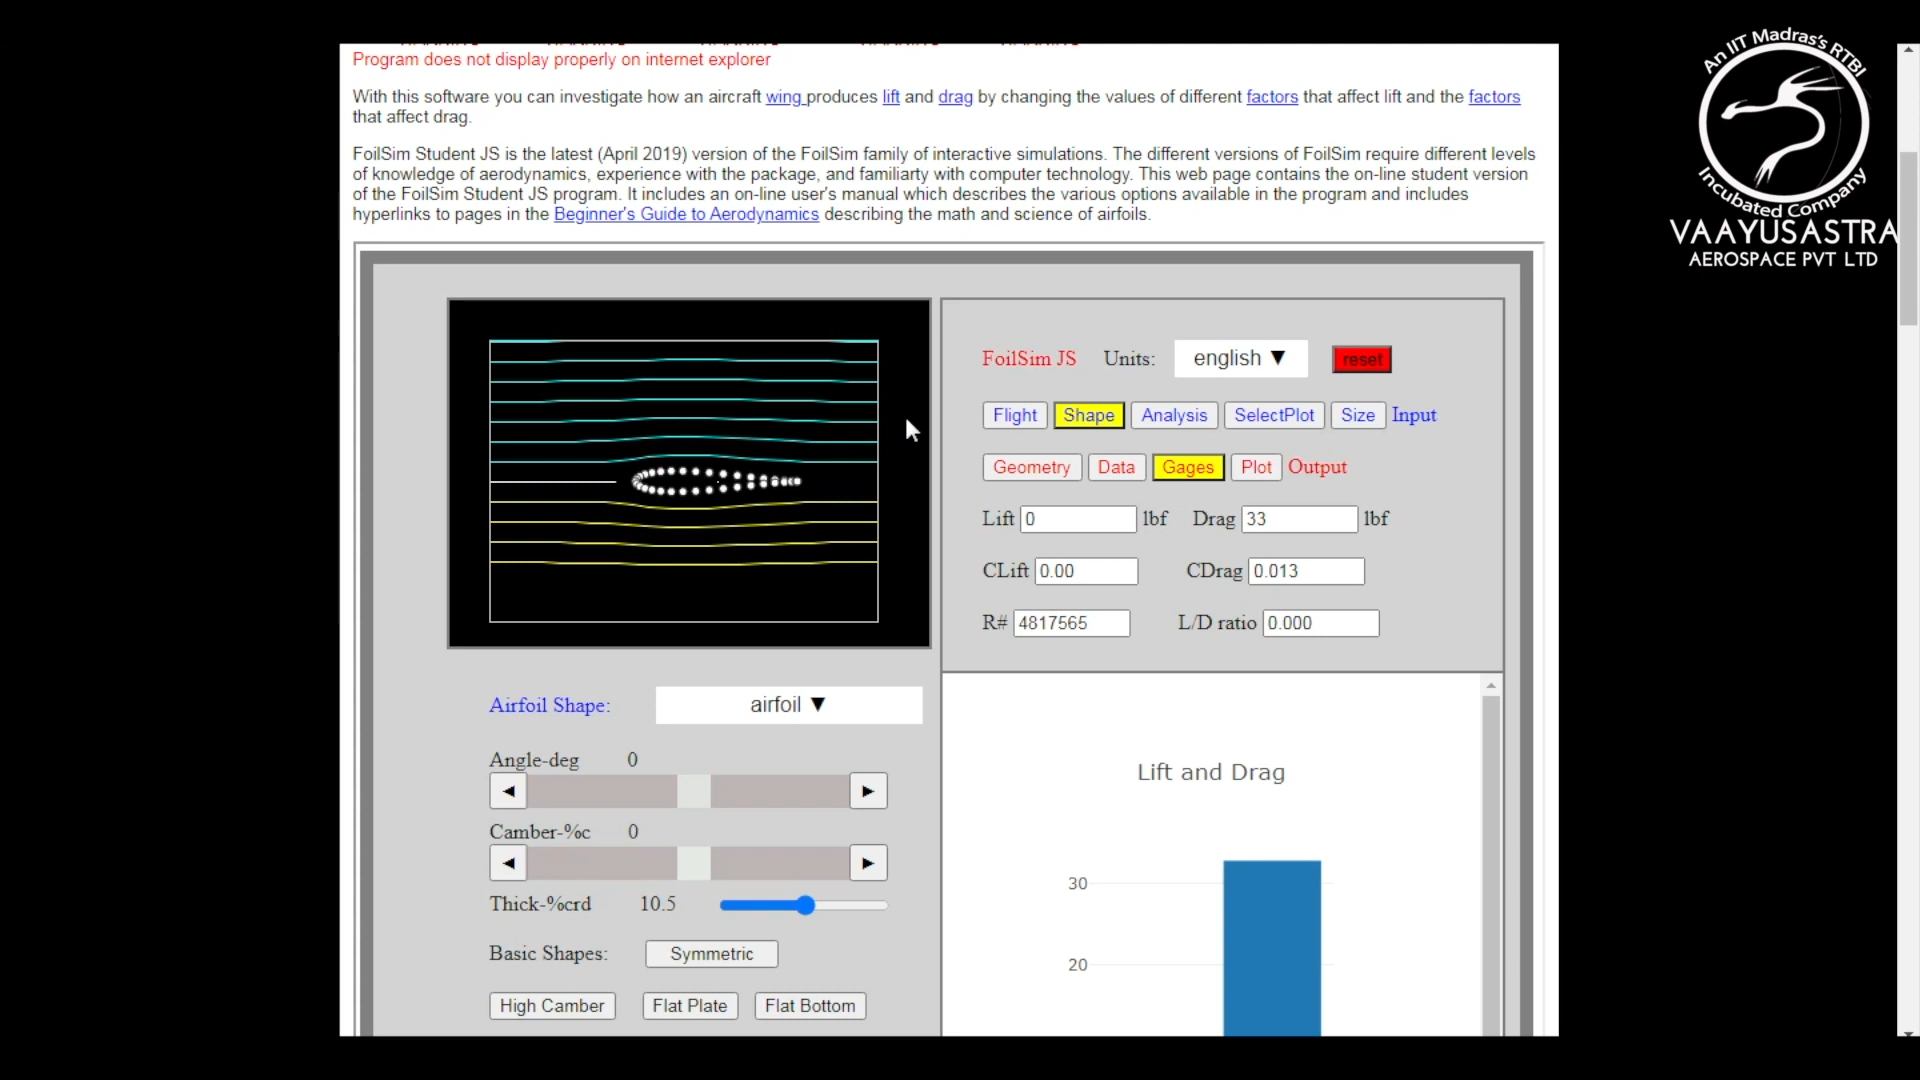 Program does not display properly on internet explorer
With this software you can investigate how an aircraft wing produces lift and drag by changing the values of different factors that affect lift and the factors
that affect drag.
FoilSim Student JS is the latest (April 2019) version of the FoilSim family of interactive simulations. The different versions of FoilSim require different levels
of knowledge of aerodynamics, experience with the package, and familiarty with computer technology. This web page contains the on-line student version
of the FoilSim Student JS program. It includes an on-line user's manual which describes the various options available in the program and includes
hyperlinks to pages in the Beginner's Guide to Aerodynamics describing the math and science of airfoils.
An IIT Madras's RTBI
Incubated Company
VAAYUSASTRA
AEROSPACE PVT LTD
FoilSim JS Units: english ▼ reset
Flight Shape Analysis SelectPlot Size Input
Geometry Data Gages Plot Output
Lift 0 lbf Drag 33 lbf
CLift 0.00 CDrag 0.013
R# 4817565 L/D ratio 0.000
Airfoil Shape: airfoil ▼
Angle-deg 0
◄ ►
Camber-%c 0
◄ ►
Thick-%crd 10.5
Basic Shapes: Symmetric
High Camber Flat Plate Flat Bottom
Lift and Drag
30
20